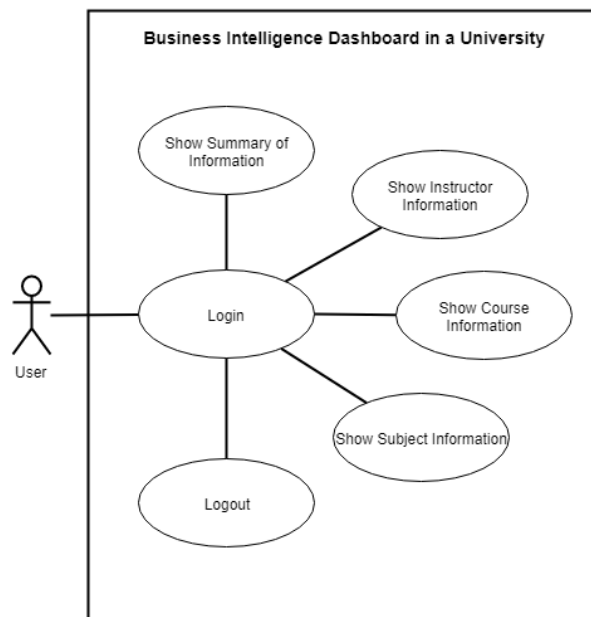 Business Intelligence Dashboard in a University
Show Summary of
Information
Show Instructor
Information
Login
Show Course
Information
User
Show Subject Information
Logout